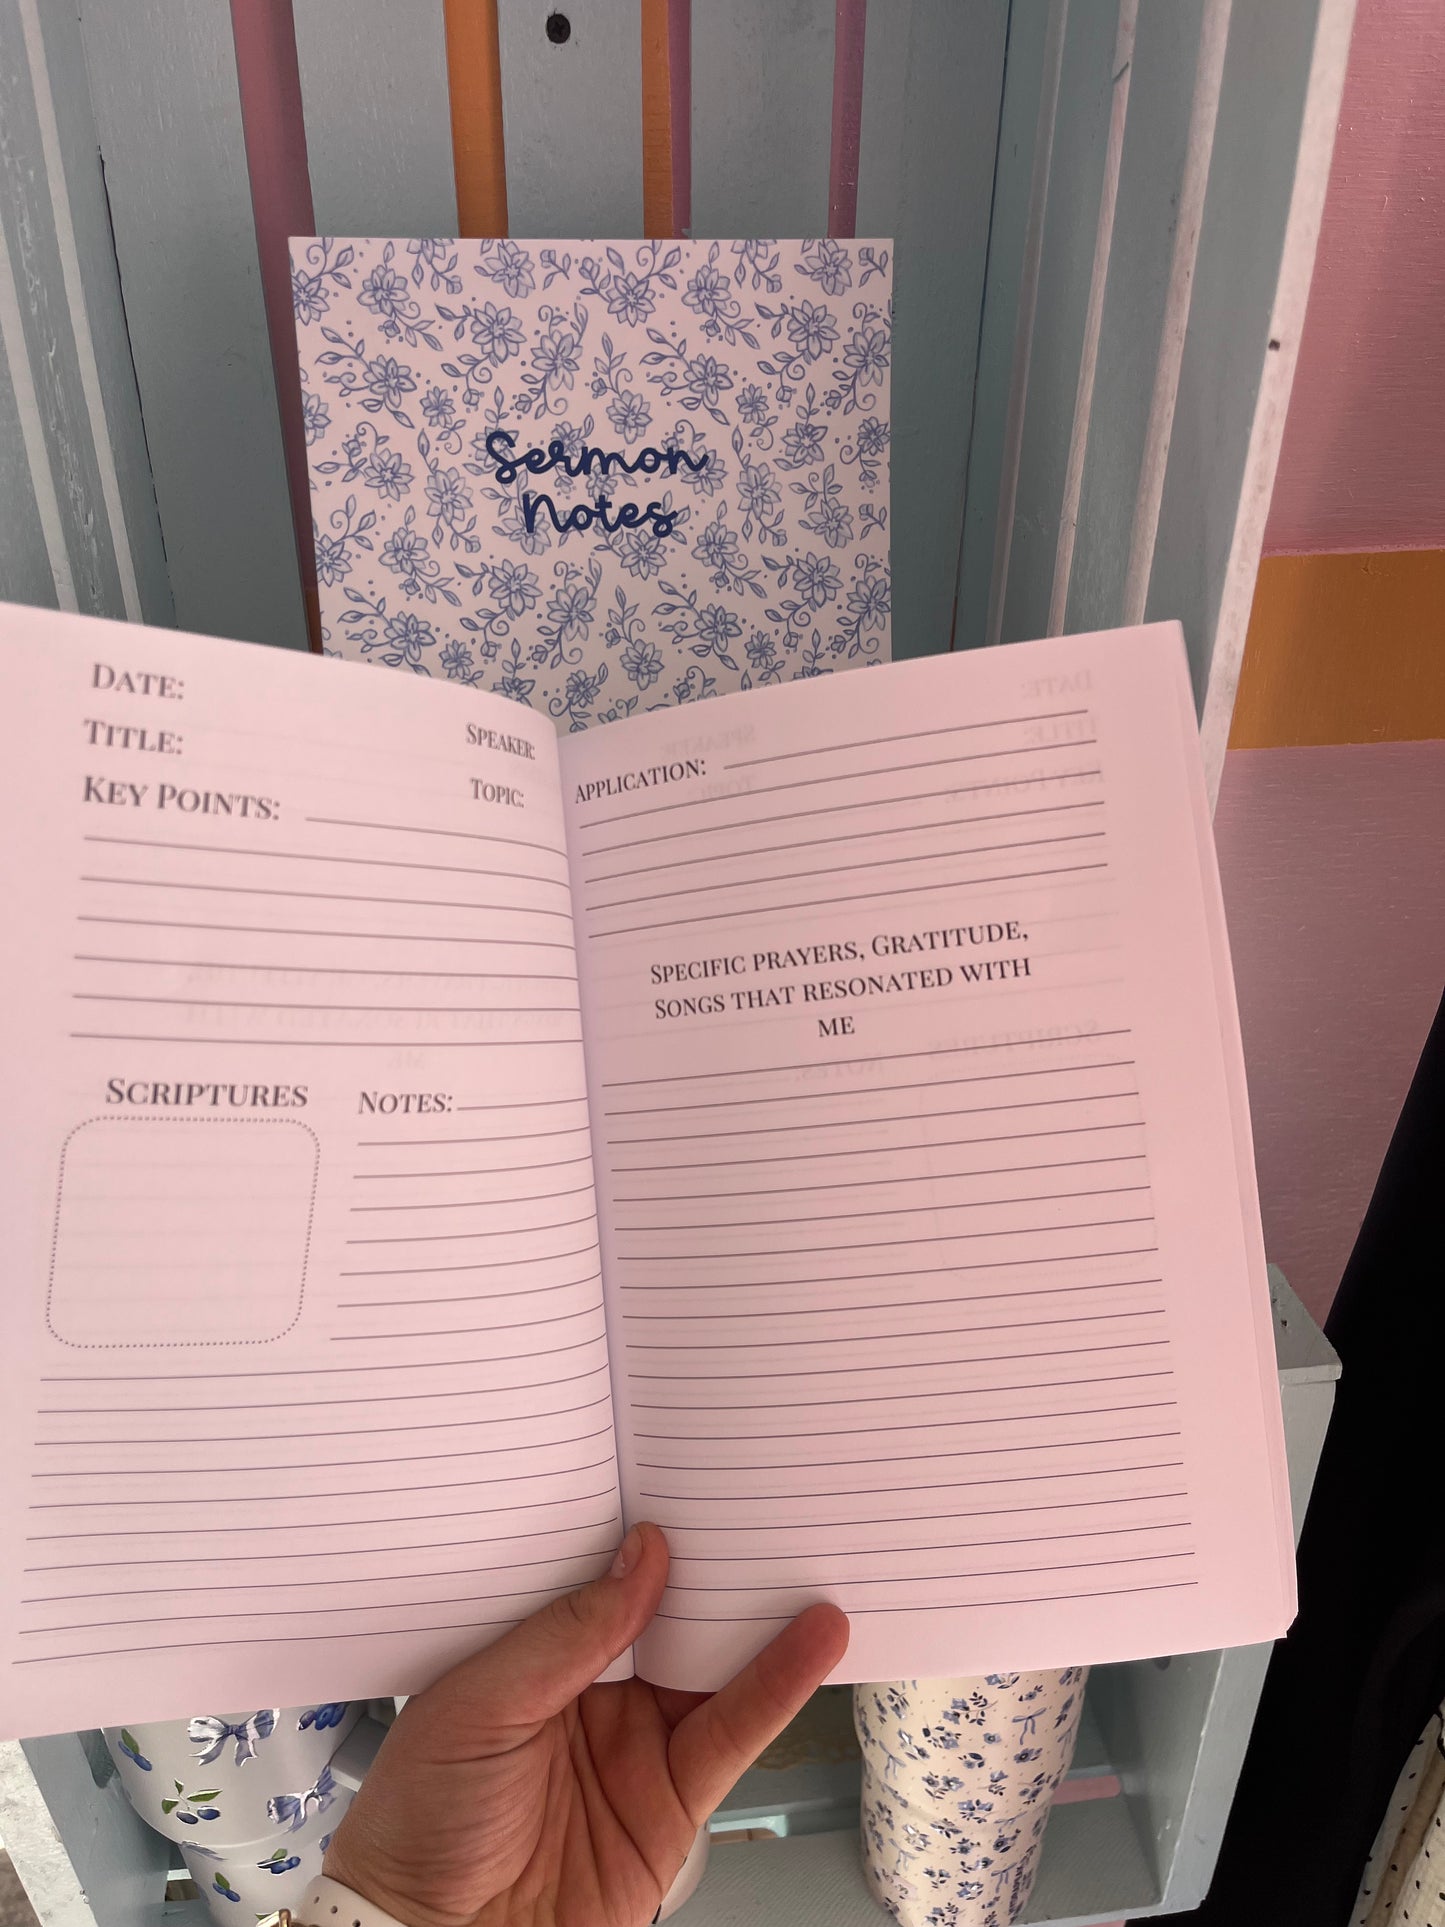 Sermon
Notes
DATE:
TITLE:
SPEAKER:
KEY POINTS:
TOPIC:
SCRIPTURES
NOTES:
APPLICATION:
SPECIFIC PRAYERS, GRATITUDE,
SONGS THAT RESONATED WITH
ME